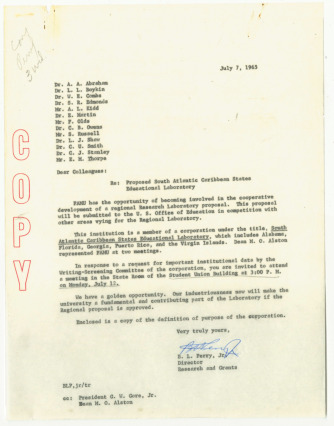 July 7, 1965
Dr. A. A. Abraham
Dr. L. L. Boykin
Dr. W. E. Combs
Dr. S. R. Edmonds
Mr. A. L. Kidd
Dr. E. Martin
Mr. P. Olds
Dr. C. B. Owens
Mr. S. Russell
Dr. L. J. Shaw
Dr. C. U. Smith
Dr. C. J. Stanley
Mr. E. M. Thorpe
COPY
Dear Colleagues:
Re: Proposed South Atlantic Caribbean States
Educational Laboratory
FAMU has the opportunity of becoming involved in the cooperative
development of a regional Research Laboratory proposal. This proposal
will be submitted to the U. S. Office of Education in competition with
other areas vying for the Regional Laboratory.
This institution is a member of a corporation under the title, South
Atlantic Caribbean States Educational Laboratory, which includes Alabama,
Florida, Georgia, Puerto Rico, and the Virgin Islands. Dean M. O. Alston
represented FAMU at two meetings.
In response to a request for important institutional data by the
Writing-Screening Committee of the corporation, you are invited to attend
a meeting in the State Room of the Student Union Building at 3:00 P. M.
on Monday, July 12.
We have a golden opportunity. Our industriousness now will make the
university a fundamental and contributing part of the Laboratory if the
Regional proposal is approved.
Enclosed is a copy of the definition of purpose of the corporation.
Very truly yours,
B. L. Perry, Jr.
Director
Research and Grants
BLP,jr/tr
cc: President G. W. Gore, Jr.
Dean M. O. Alston